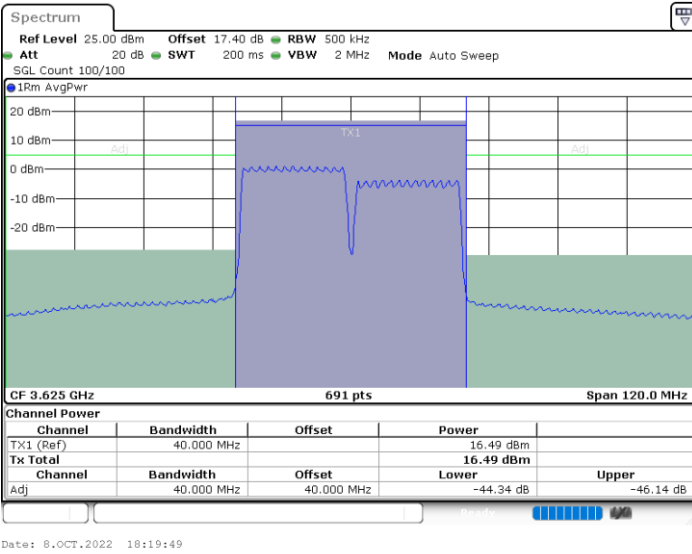 Spectrum
Ref Level 25.00 dBm Offset 17.40 dB RBW 500 kHz
Att 20 dB SWT 200 ms VBW 2 MHz Mode Auto Sweep
SGL Count 100/100
1Rm AvgPwr
20 dBm
TX1
10 dBm
Adj Adj
0 dBm
-10 dBm
-20 dBm
CF 3.625 GHz 691 pts Span 120.0 MHz
Channel Power
Channel Bandwidth Offset Power
TX1 (Ref) 40.000 MHz 16.49 dBm
Tx Total 16.49 dBm
Channel Bandwidth Offset Lower Upper
Adj 40.000 MHz 40.000 MHz -44.34 dB -46.14 dB
Ready
Date: 8.OCT.2022 18:19:49